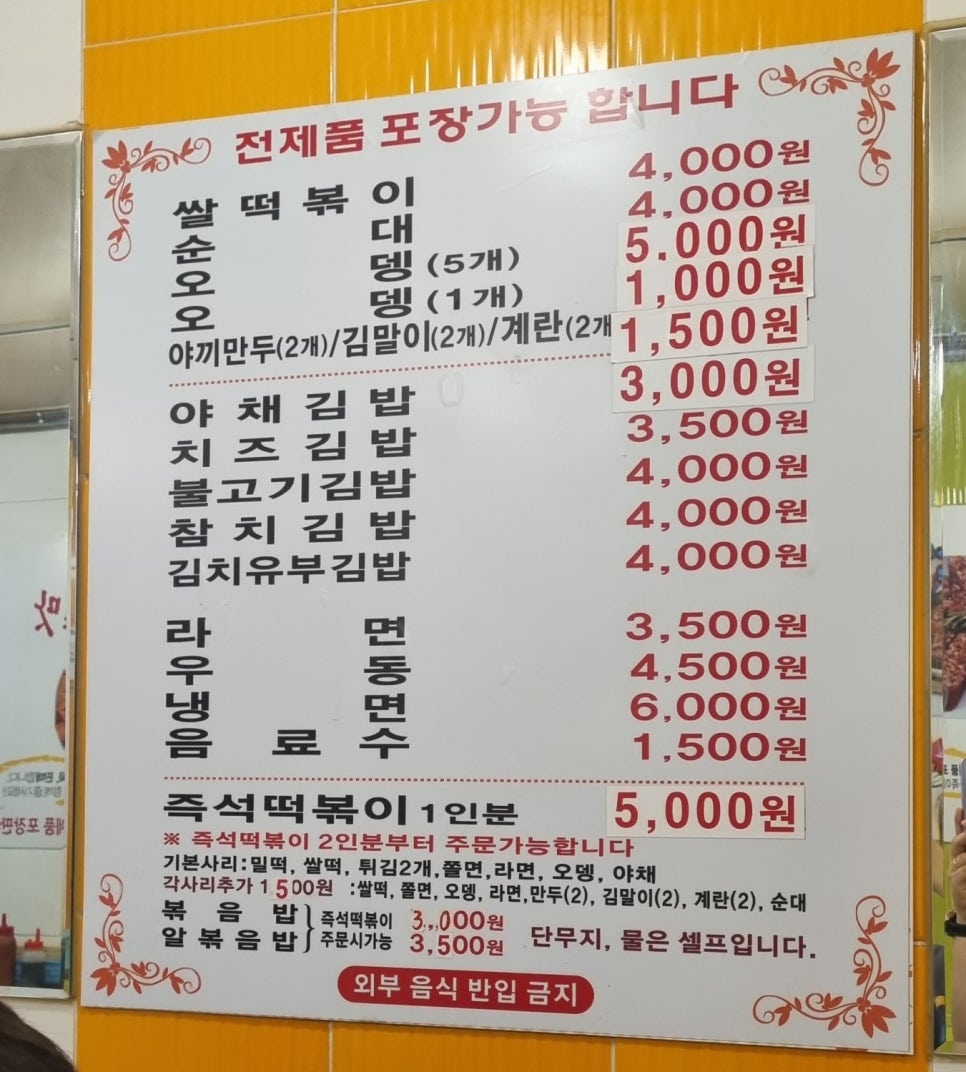 전제품 포장가능 합니다
쌀떡볶이 4,000원
순대 4,000원
오뎅(5개) 5,000원
오뎅(1개) 1,000원
야끼만두(2개)/김말이(2개)/계란(2개 1,500원
야채김밥 3,000원
치즈김밥 3,500원
불고기김밥 4,000원
참치김밥 4,000원
김치유부김밥 4,000원
라면 3,500원
우동 4,500원
냉면 6,000원
음료수 1,500원
즉석떡볶이 1인분 5,000원
※ 즉석떡볶이 2인분부터 주문가능합니다
기본사리:밀떡, 쌀떡, 튀김2개,쫄면,라면, 오뎅, 야채
각사리추가 1,500원 :쌀떡, 쫄면, 오뎅, 라면,만두(2), 김말이(2), 계란(2), 순대
볶음밥 } 즉석떡볶이 3,000원
알볶음밥 } 주문시가능 3,500원 단무지, 물은 셀프입니다.
외부 음식 반입 금지